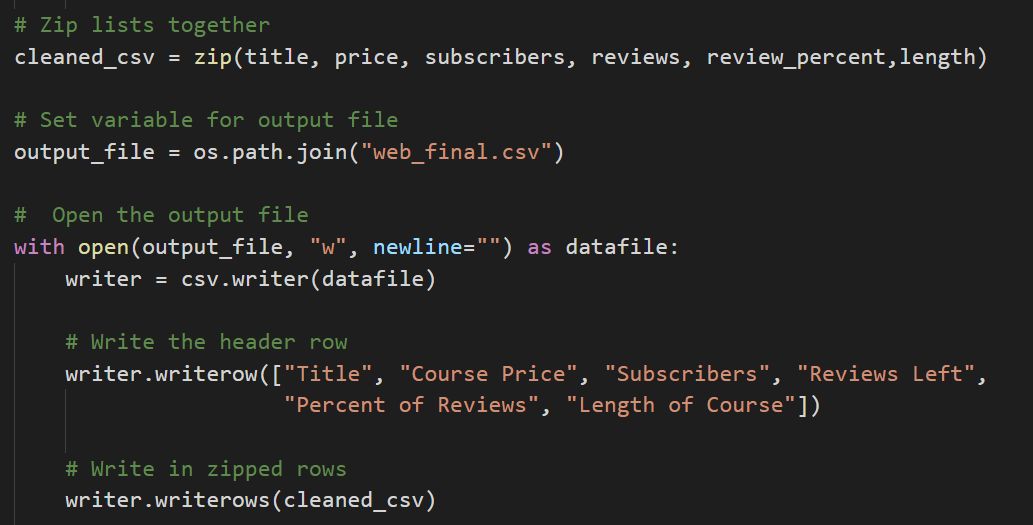 # Zip lists together
cleaned_csv = zip(title, price, subscribers, reviews, review_percent,length)
# Set variable for output file
output_file = os.path.join("web_final.csv")
#  Open the output file
with open(output_file, "w", newline="") as datafile:
    writer = csv.writer(datafile)
    # Write the header row
    writer.writerow(["Title", "Course Price", "Subscribers", "Reviews Left",
                     "Percent of Reviews", "Length of Course"])
    # Write in zipped rows
    writer.writerows(cleaned_csv)